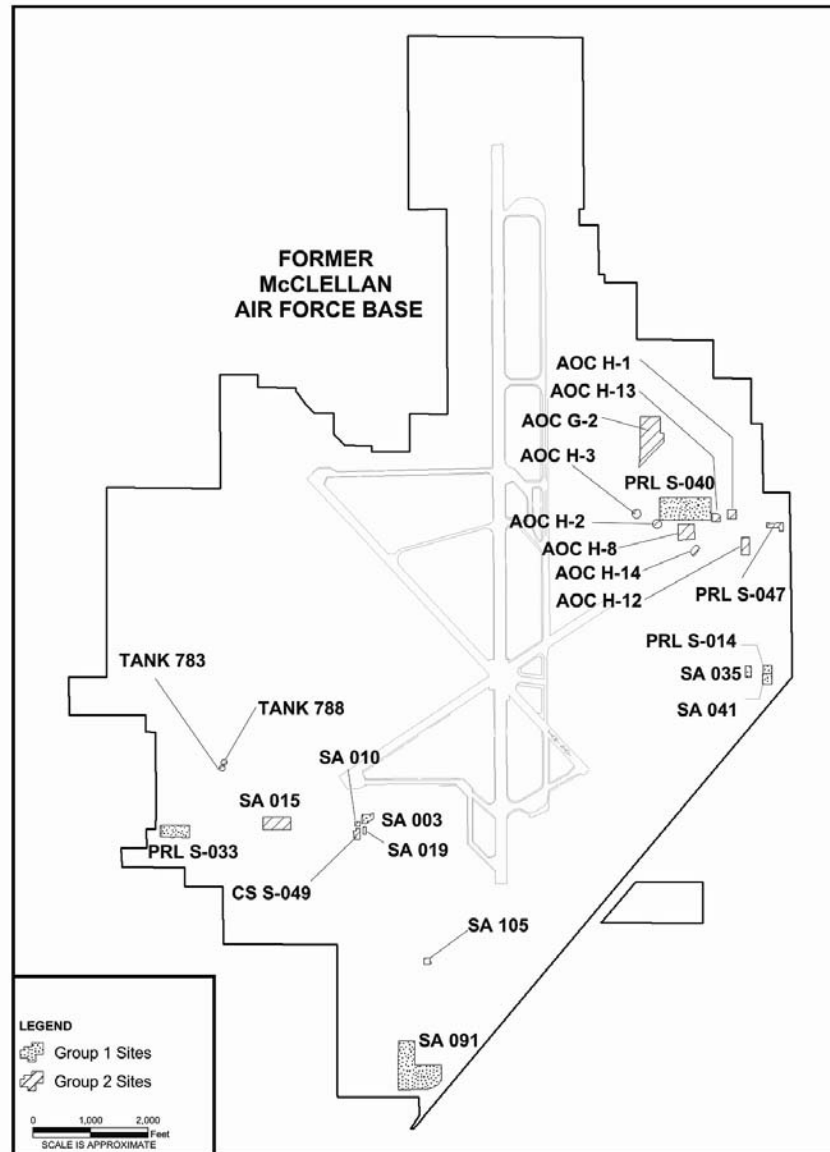 FORMER
McCLELLAN
AIR FORCE BASE
AOC H-1
AOC H-13
AOC G-2
AOC H-3
PRL S-040
AOC H-2
AOC H-8
AOC H-14
AOC H-12
PRL S-047
PRL S-014
SA 035
SA 041
TANK 783
TANK 788
SA 010
SA 015
SA 003
PRL S-033
SA 019
CS S-049
SA 105
SA 091
LEGEND
Group 1 Sites
Group 2 Sites
0 1,000 2,000
Feet
SCALE IS APPROXIMATE